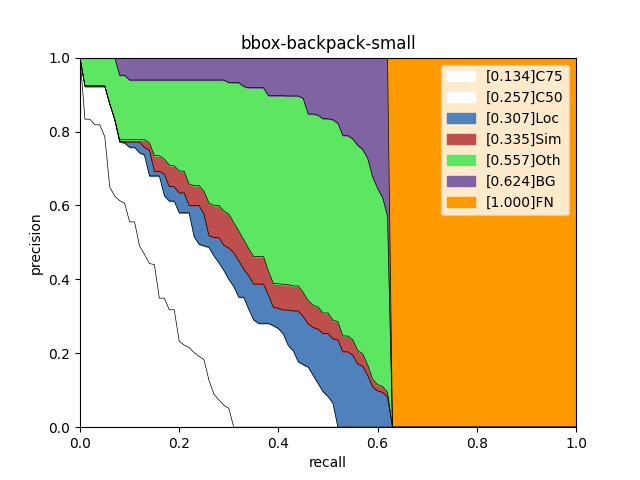 bbox-backpack-small
1.0
0.8
0.6
0.4
0.2
0.0
precision
[0.134]C75
[0.257]C50
[0.307]Loc
[0.335]Sim
[0.557]Oth
[0.624]BG
[1.000]FN
0.0 0.2 0.4 0.6 0.8 1.0
recall